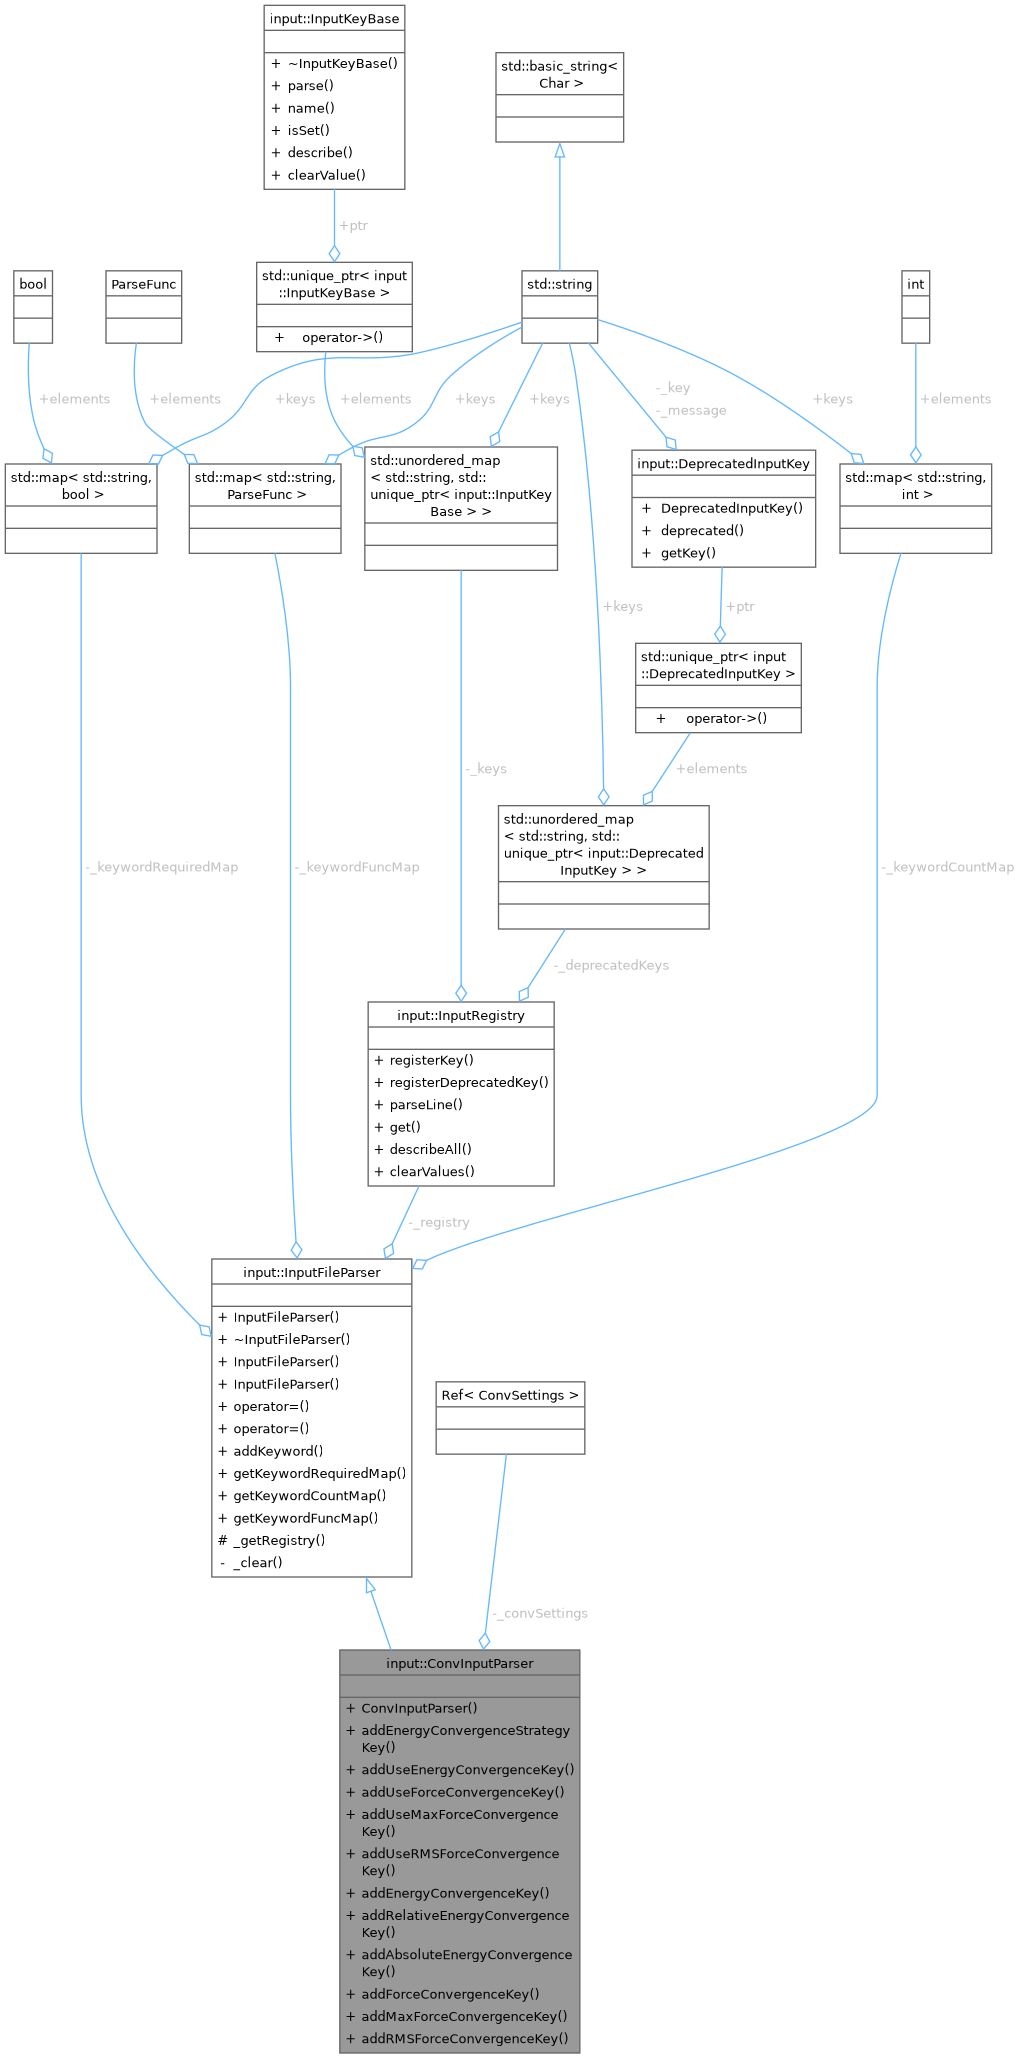 input::InputKeyBase
+ ~InputKeyBase()
+ parse()
+ name()
+ isSet()
+ describe()
+ clearValue()
std::basic_string<
Char >
+ptr
bool
ParseFunc
std::unique_ptr< input
::InputKeyBase >
+ operator->()
std::string
int
+elements
+elements
+keys
+elements
+keys
+keys
-_key
-_message
+keys
+elements
std::map< std::string,
bool >
std::map< std::string,
ParseFunc >
std::unordered_map
< std::string, std::
unique_ptr< input::InputKey
Base > >
input::DeprecatedInputKey
+ DeprecatedInputKey()
+ deprecated()
+ getKey()
std::map< std::string,
int >
+keys
+ptr
std::unique_ptr< input
::DeprecatedInputKey >
+ operator->()
-_keys
+elements
std::unordered_map
< std::string, std::
unique_ptr< input::Deprecated
InputKey > >
-_keywordRequiredMap
-_keywordFuncMap
-_keywordCountMap
-_deprecatedKeys
input::InputRegistry
+ registerKey()
+ registerDeprecatedKey()
+ parseLine()
+ get()
+ describeAll()
+ clearValues()
-_registry
input::InputFileParser
+ InputFileParser()
+ ~InputFileParser()
+ InputFileParser()
+ InputFileParser()
+ operator=()
+ operator=()
+ addKeyword()
+ getKeywordRequiredMap()
+ getKeywordCountMap()
+ getKeywordFuncMap()
# _getRegistry()
- _clear()
Ref< ConvSettings >
-_convSettings
input::ConvInputParser
+ ConvInputParser()
+ addEnergyConvergenceStrategy
Key()
+ addUseEnergyConvergenceKey()
+ addUseForceConvergenceKey()
+ addUseMaxForceConvergence
Key()
+ addUseRMSForceConvergence
Key()
+ addEnergyConvergenceKey()
+ addRelativeEnergyConvergence
Key()
+ addAbsoluteEnergyConvergence
Key()
+ addForceConvergenceKey()
+ addMaxForceConvergenceKey()
+ addRMSForceConvergenceKey()